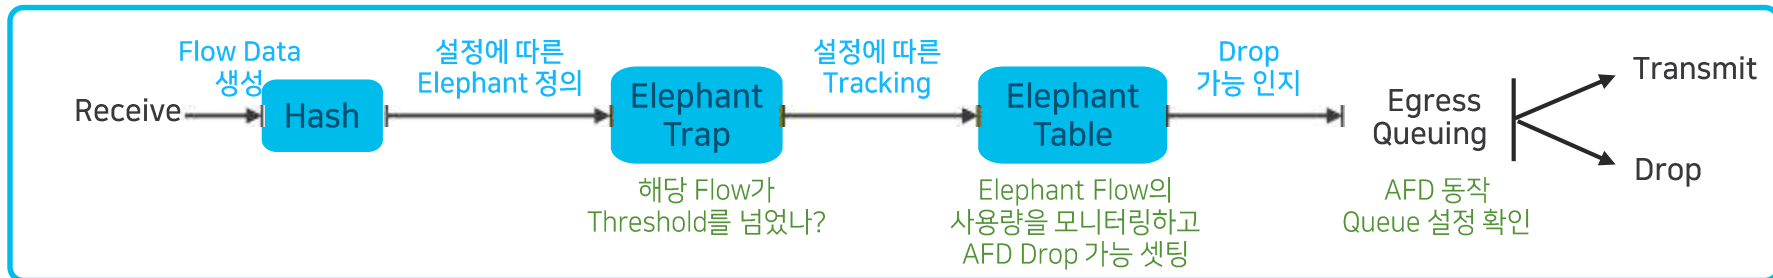 Receive
Flow Data
생성
Hash
설정에 따른
Elephant 정의
Elephant
Trap
해당 Flow가
Threshold를 넘었나?
설정에 따른
Tracking
Elephant
Table
Elephant Flow의
사용량을 모니터링하고
AFD Drop 가능 셋팅
Drop
가능 인지
Egress
Queuing
AFD 동작
Queue 설정 확인
Transmit
Drop